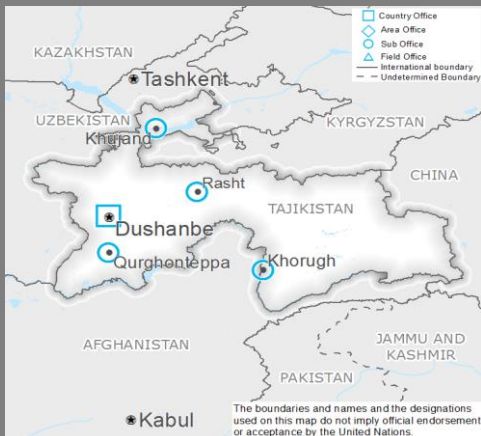 Country Office
Area Office
Sub Office
Field Office
International boundary
Undetermined Boundary
KAZAKHSTAN
Tashkent
UZBEKISTAN
KYRGYZSTAN
Khujand
CHINA
Rasht
TAJIKISTAN
Dushanbe
Qurghonteppa
Khorugh
AFGHANISTAN
JAMMU AND
KASHMIR
PAKISTAN
Kabul
The boundaries and names and the designations
used on this map do not imply official endorsement
or acceptance by the United Nations.